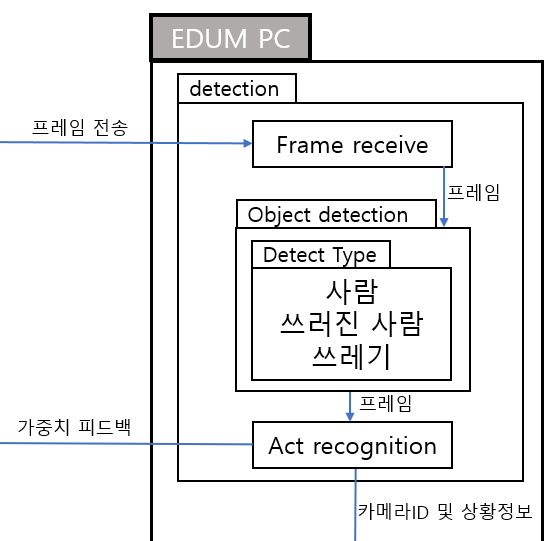 EDUM PC
detection
프레임 전송
Frame receive
프레임
Object detection
Detect Type
사람
쓰러진 사람
쓰레기
프레임
가중치 피드백
Act recognition
카메라ID 및 상황정보